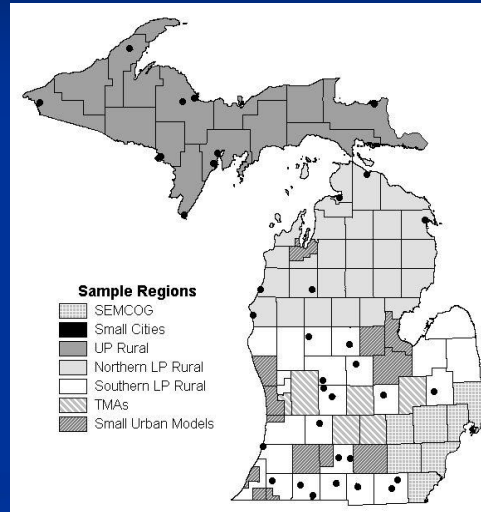 Sample Regions
SEMCOG
Small Cities
UP Rural
Northern LP Rural
Southern LP Rural
TMAs
Small Urban Models